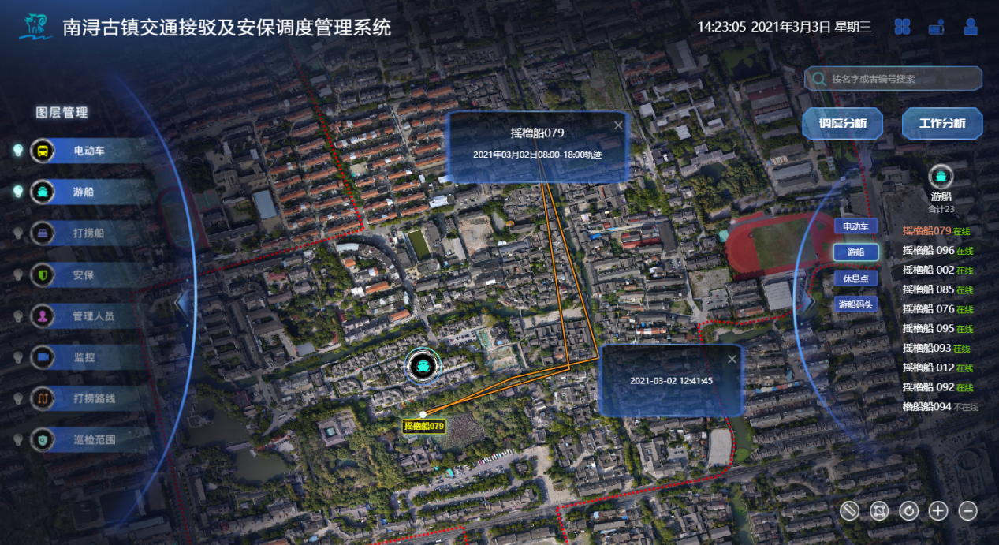 南浔古镇交通接驳及安保调度管理系统
14:23:05 2021年3月3日 星期三
按名字或者编号搜索
图层管理
电动车
游船
打捞船
安保
管理人员
监控
打捞路线
巡检范围
摇橹船079
2021年03月02日08:00-18:00轨迹
2021-03-02 12:41:45
摇橹船079
调度分析
工作分析
游船
合计23
电动车
游船
休息点
游船码头
摇橹船079 在线
摇橹船 096 在线
摇橹船 002 在线
摇橹船 085 在线
摇橹船 076 在线
摇橹船 095 在线
摇橹船093 在线
摇橹船 012 在线
摇橹船 092 在线
橹船船094 不在线